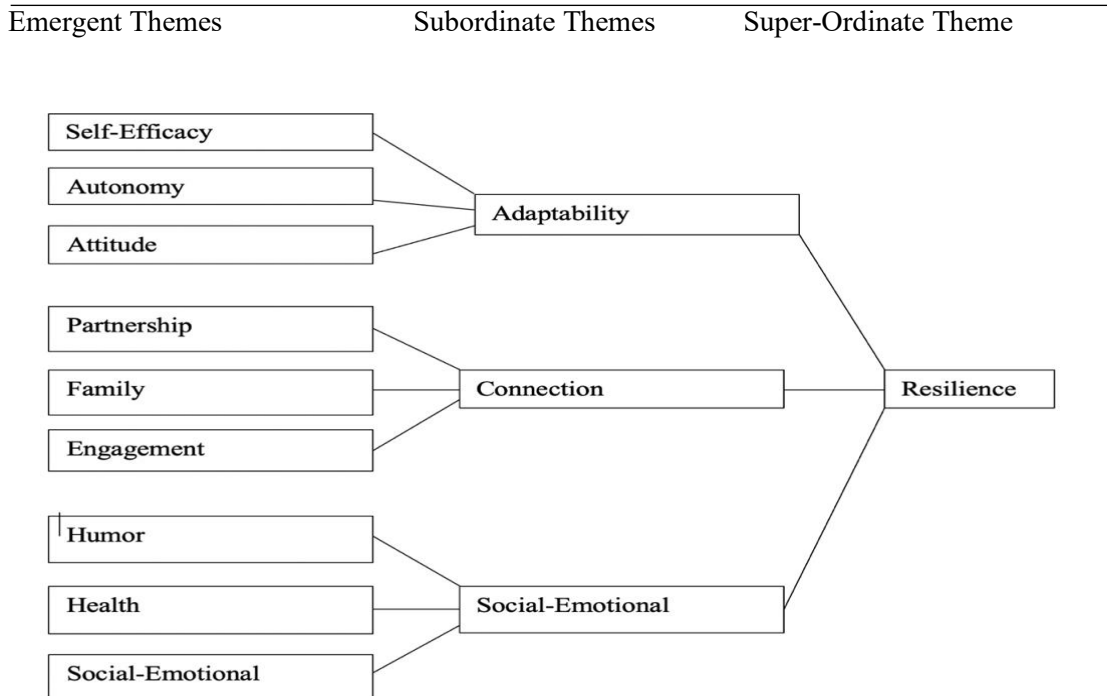 Emergent Themes Subordinate Themes Super-Ordinate Theme
Self-Efficacy
Autonomy
Adaptability
Attitude
Partnership
Family
Connection
Resilience
Engagement
Humor
Health
Social-Emotional
Social-Emotional